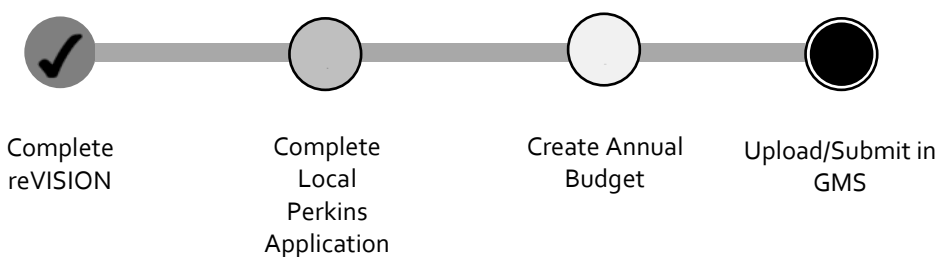 Complete
reVISION
Complete
Local
Perkins
Application
Create Annual
Budget
Upload/Submit in
GMS